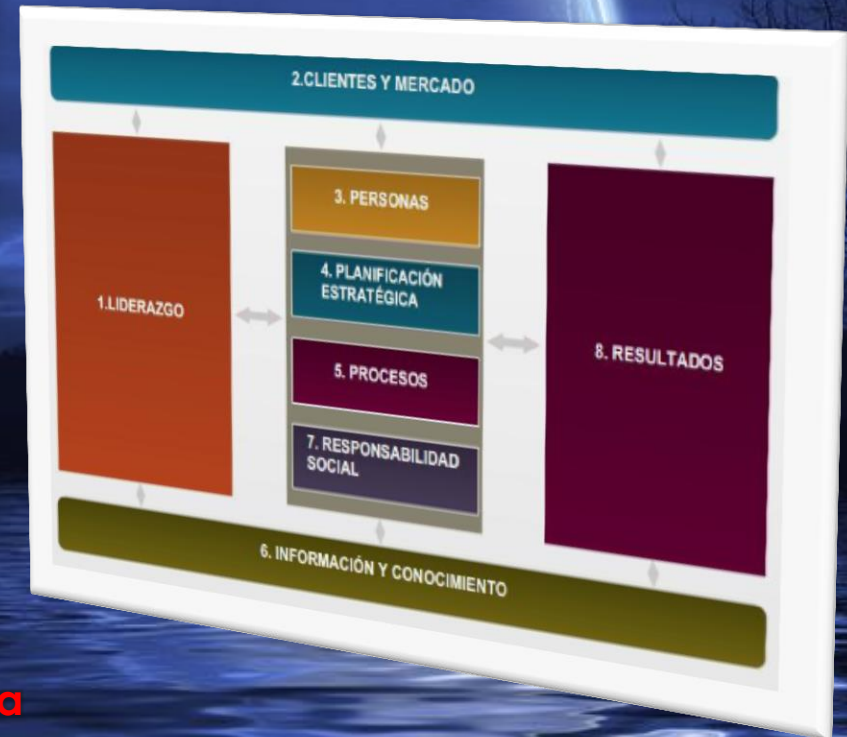 2.CLIENTES Y MERCADO
1.LIDERAZGO
3. PERSONAS
4. PLANIFICACIÓN
ESTRATÉGICA
5. PROCESOS
7. RESPONSABILIDAD
SOCIAL
8. RESULTADOS
6. INFORMACIÓN Y CONOCIMIENTO
a